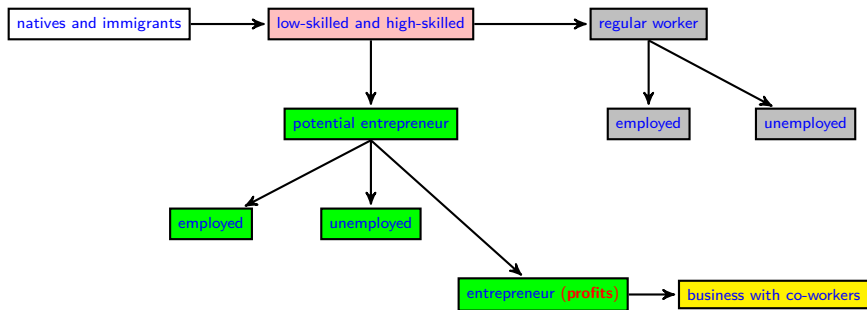 natives and immigrants
low-skilled and high-skilled
regular worker
potential entrepreneur
employed
unemployed
employed
unemployed
entrepreneur (profits)
business with co-workers